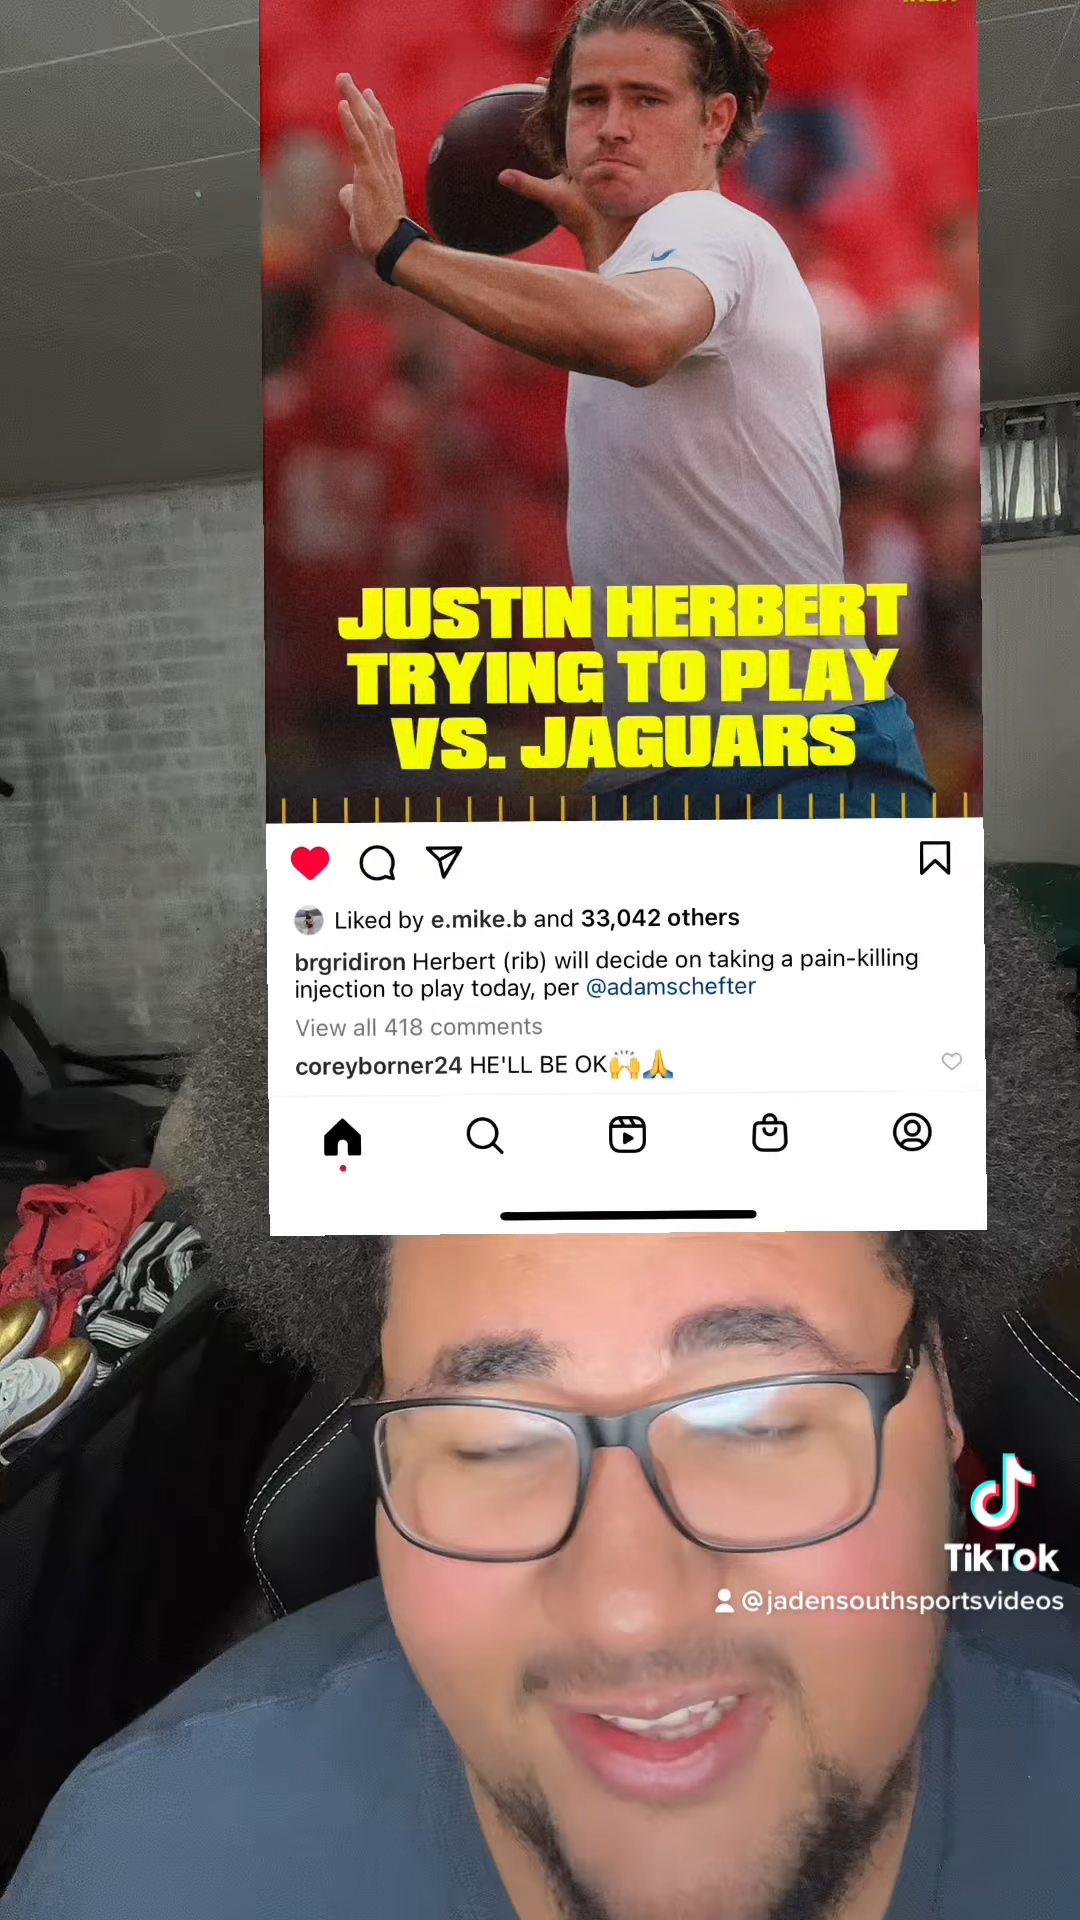 JUSTIN HERBERT
TRYING TO PLAY
VS. JAGUARS
Liked by e.mike.b and 33,042 others
brgridiron Herbert (rib) will decide on taking a pain-killing
injection to play today, per @adamschefter
View all 418 comments
coreyborner24 HE'LL BE OK🙌🙏
TikTok
@jadensouthsportsvideos